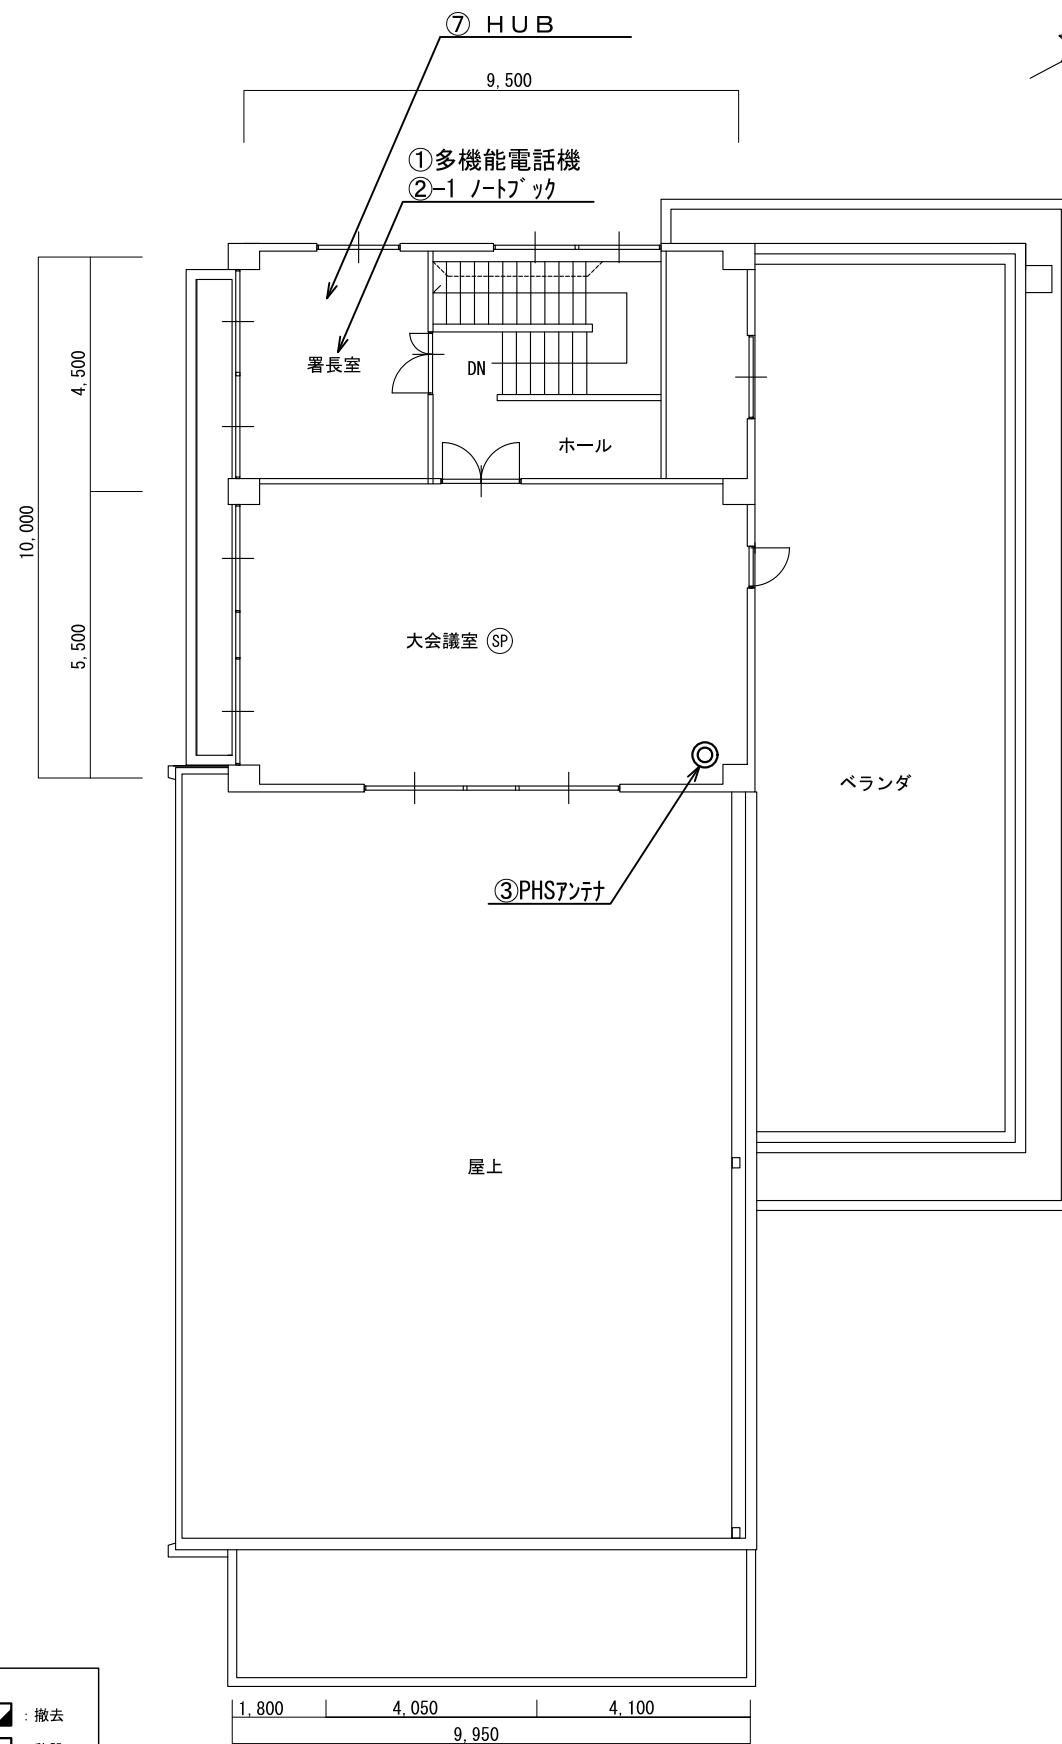 ⑦ ＨＵＢ
9,500
①多機能電話機
②-1 ﾉｰﾄﾌﾞｯｸ
4,500
署長室
DN
ホール
10,000
5,500
大会議室 SP
ベランダ
③PHSｱﾝﾃﾅ
屋上
：撤去
1,800 4,050 4,100
9,950